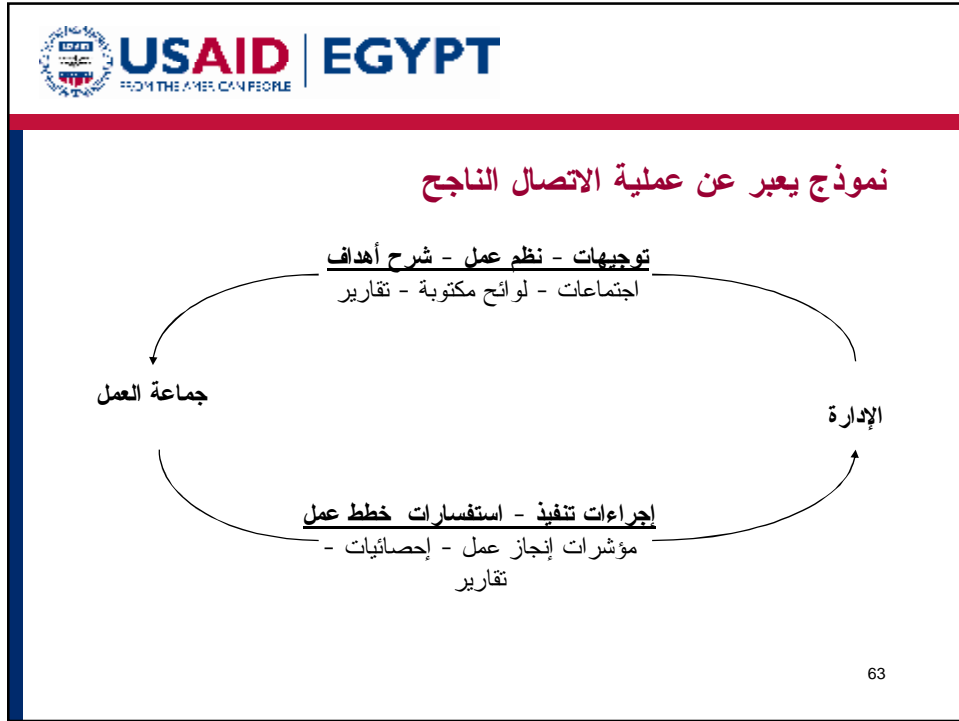 USAID | EGYPT
FROM THE AMERICAN PEOPLE
نموذج يعبر عن عملية الاتصال الناجح
توجيهات - نظم عمل - شرح أهداف
اجتماعات - لوائح مكتوبة - تقارير
جماعة العمل
الإدارة
إجراءات تنفيذ - استفسارات خطط عمل
مؤشرات إنجاز عمل - إحصائيات -
تقارير
63